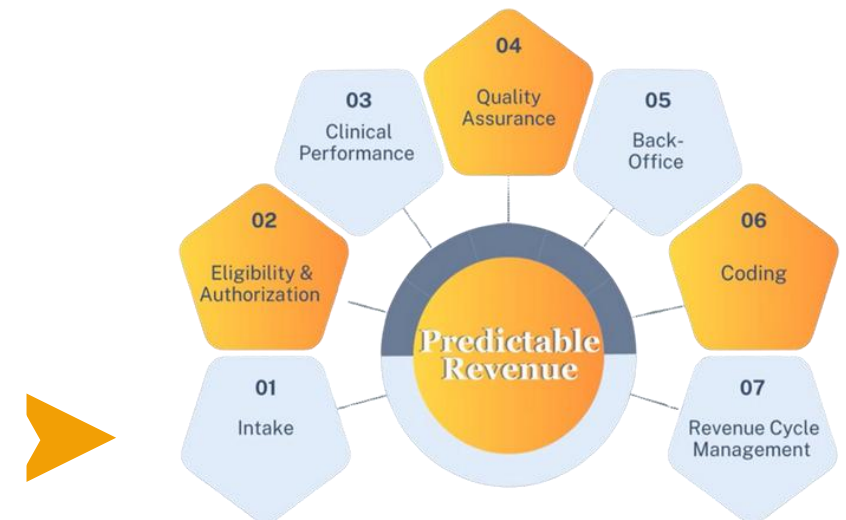 01
Intake
02
Eligibility &
Authorization
03
Clinical
Performance
04
Quality
Assurance
05
Back-
Office
06
Coding
07
Revenue Cycle
Management
Predictable
Revenue